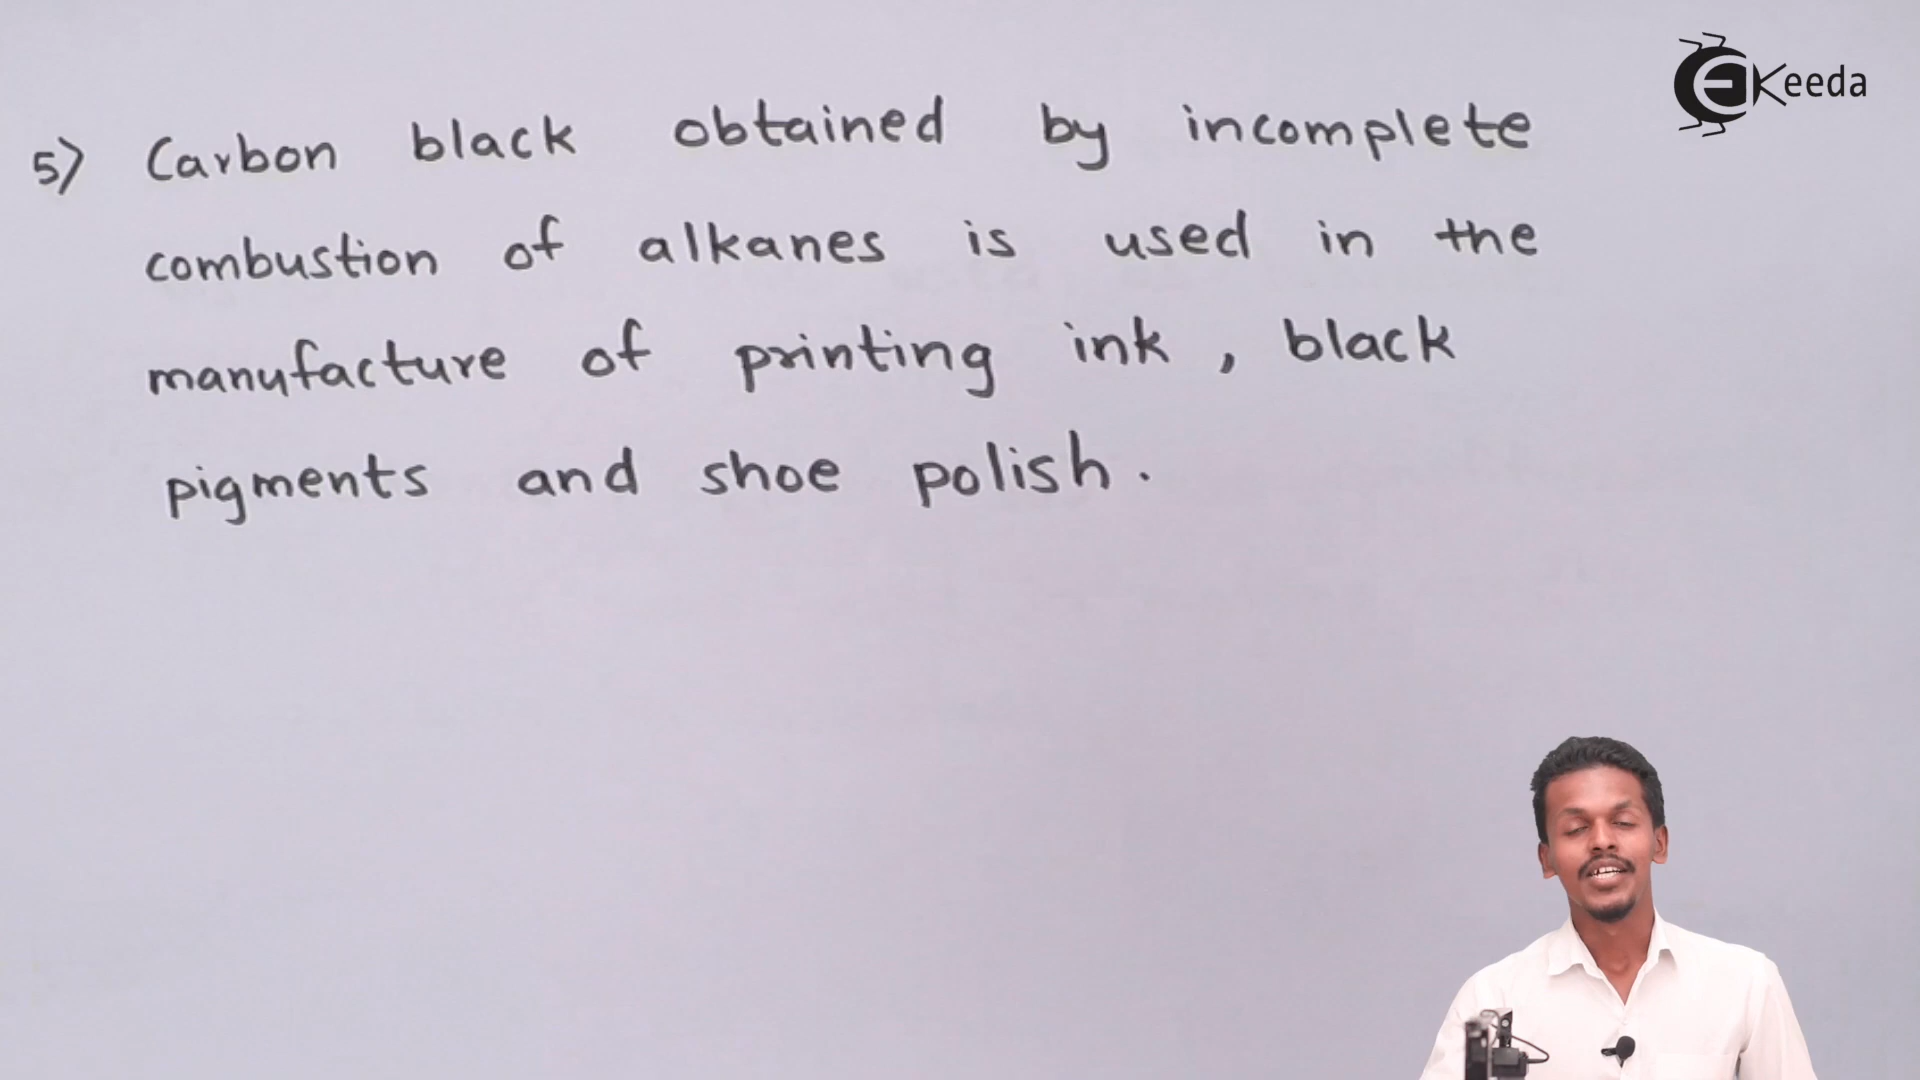 EKeeda
5) Carbon black obtained by incomplete
combustion of alkanes is used in the
manufacture of printing ink, black
pigments and shoe polish.